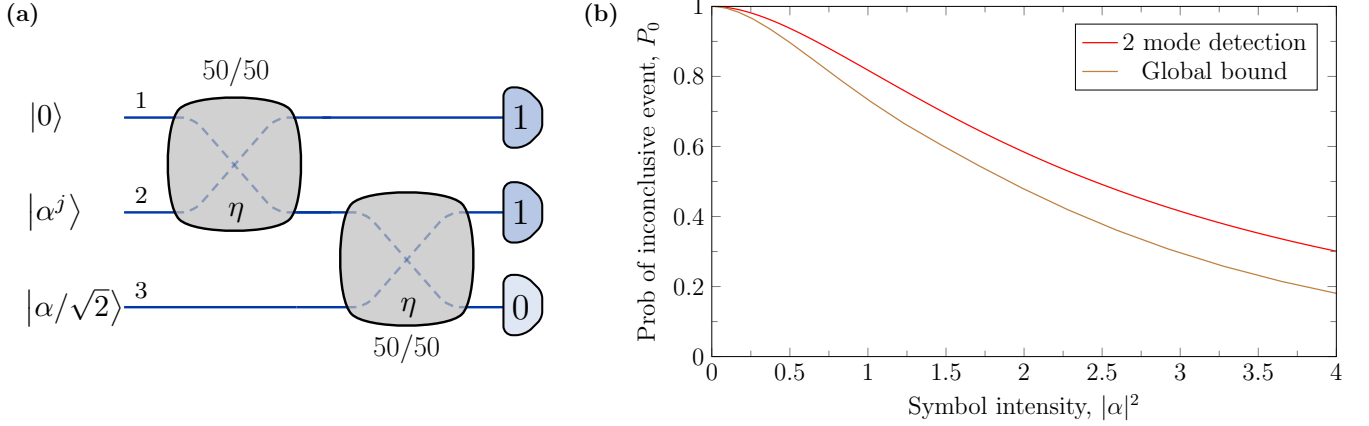 (a)
50/50
|0⟩
1
1
|α^j⟩
2
η
1
|α/√2⟩
3
η
0
50/50
(b)
Prob of inconclusive event, P_0
1
0.8
0.6
0.4
0.2
0
0
0.5
1
1.5
2
2.5
3
3.5
4
Symbol intensity, |α|^2
2 mode detection
Global bound